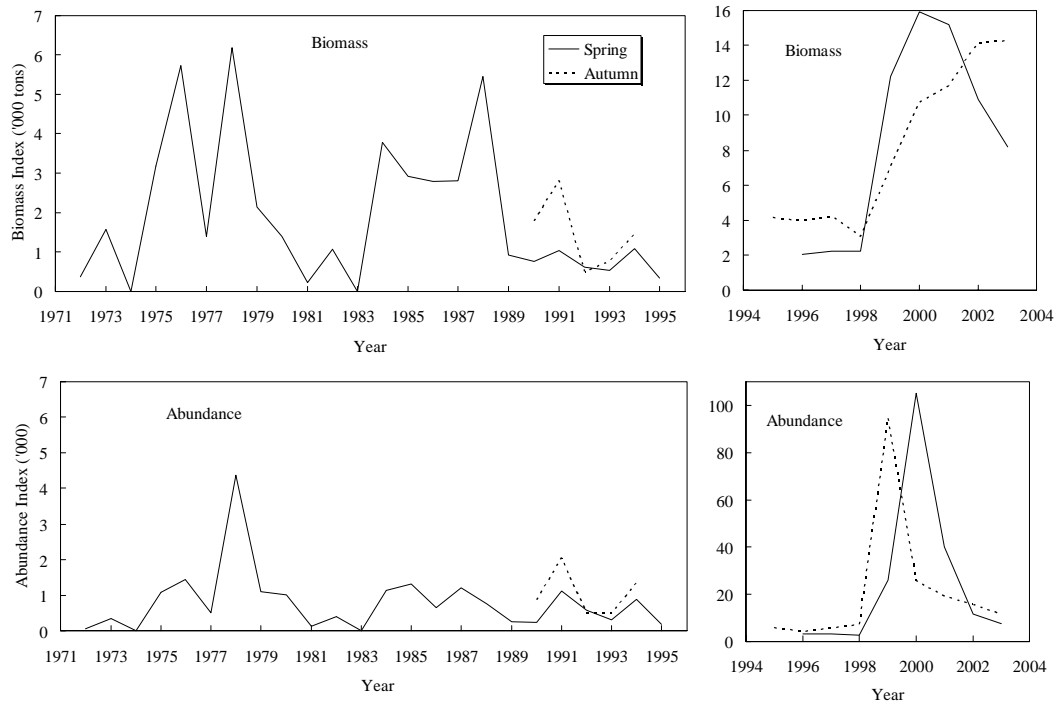 Biomass
Spring
Autumn
Biomass Index ('000 tons)
7
6
5
4
3
2
1
0
1971 1973 1975 1977 1979 1981 1983 1985 1987 1989 1991 1993 1995
Year
Biomass
16
14
12
10
8
6
4
2
0
1994 1996 1998 2000 2002 2004
Year
Abundance
Abundance Index ('000)
7
6
5
4
3
2
1
0
1971 1973 1975 1977 1979 1981 1983 1985 1987 1989 1991 1993 1995
Year
Abundance
100
80
60
40
20
0
1994 1996 1998 2000 2002 2004
Year